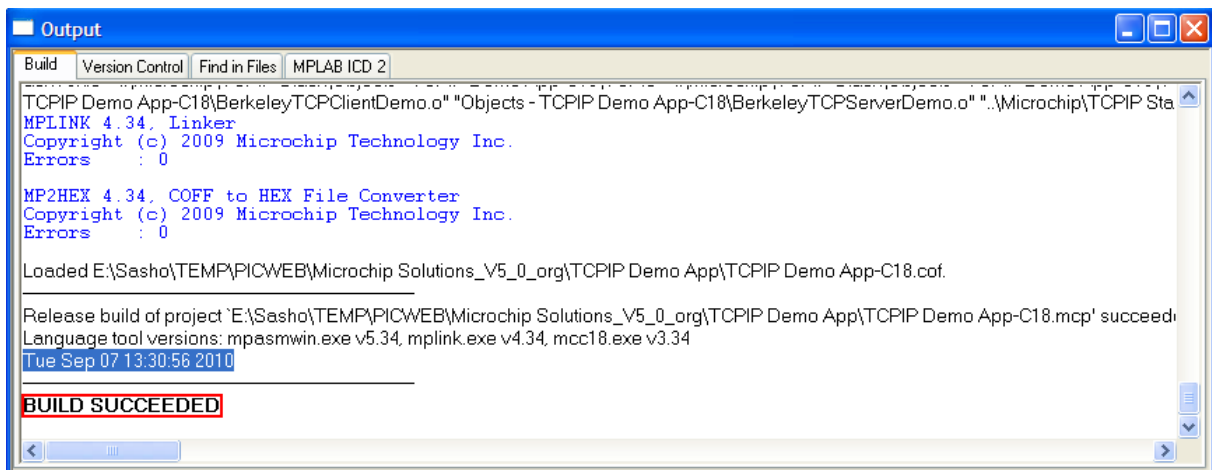 Output
Build Version Control Find in Files MPLAB ICD 2
TCPIP Demo App-C18\BerkeleyTCPClientDemo.o" "Objects - TCPIP Demo App-C18\BerkeleyTCPServerDemo.o" "..\Microchip\TCPIP Sta
MPLINK 4.34, Linker
Copyright (c) 2009 Microchip Technology Inc.
Errors : 0
MP2HEX 4.34, COFF to HEX File Converter
Copyright (c) 2009 Microchip Technology Inc.
Errors : 0
Loaded E:\Sasho\TEMP\PICWEB\Microchip Solutions_V5_0_org\TCPIP Demo App\TCPIP Demo App-C18.cof.
Release build of project `E:\Sasho\TEMP\PICWEB\Microchip Solutions_V5_0_org\TCPIP Demo App\TCPIP Demo App-C18.mcp' succeede
Language tool versions: mpasmwin.exe v5.34, mplink.exe v4.34, mcc18.exe v3.34
Tue Sep 07 13:30:56 2010
BUILD SUCCEEDED